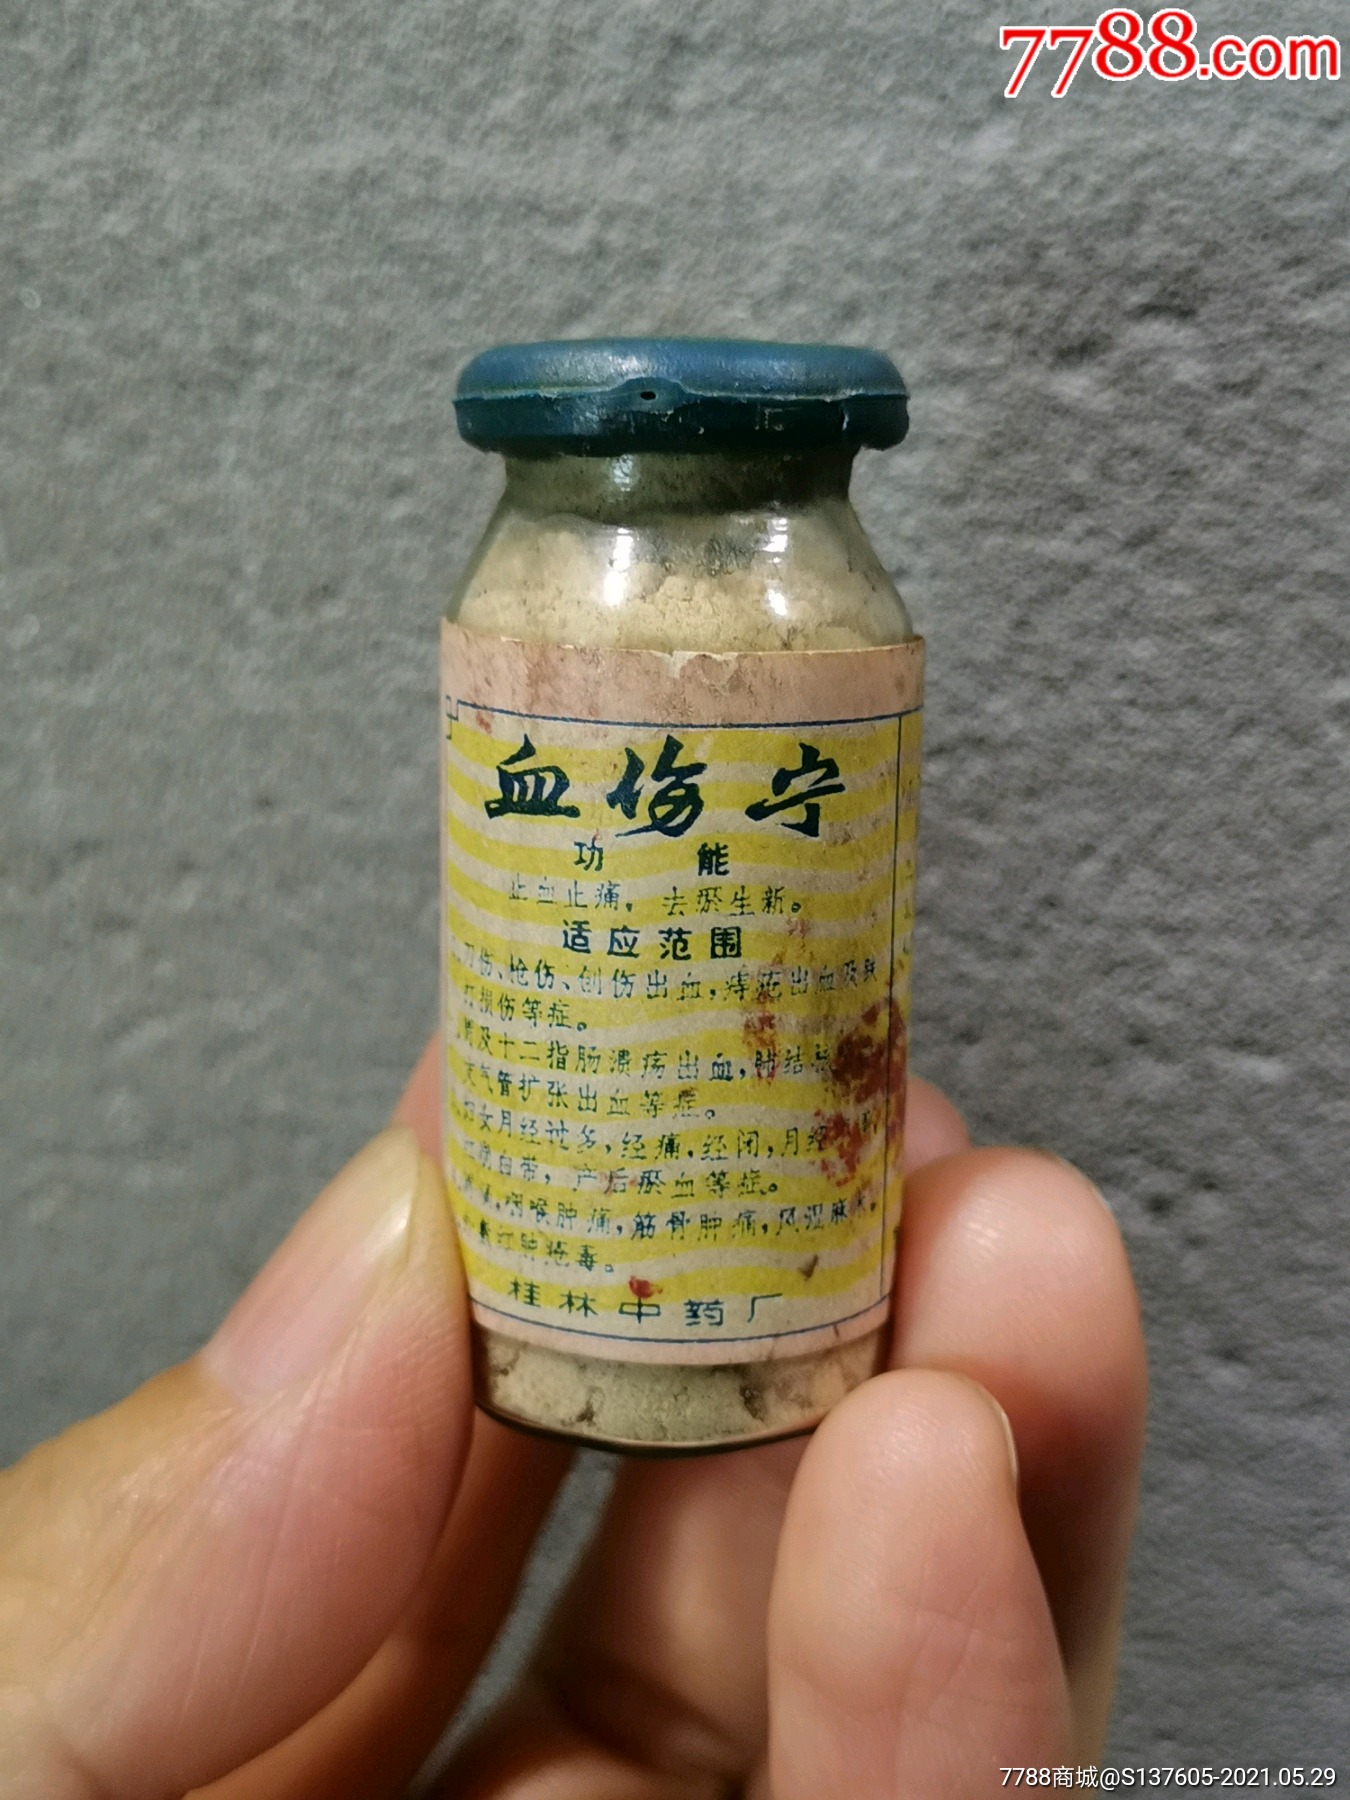 7788.com
血伤宁
功能
止血止痛，去瘀生新。
适应范围
刀伤、枪伤、创伤出血，痔疮出血及跌
打损伤等症。
胃及十二指肠溃疡出血，肺结核
支气管扩张出血等症。
妇女月经过多，经痛，经闭，月经
红崩白带，产后瘀血等症。
咽喉肿痛，筋骨肿痛，风湿麻木。
红肿疮毒。
桂林中药厂
7788商城@S137605-2021.05.29